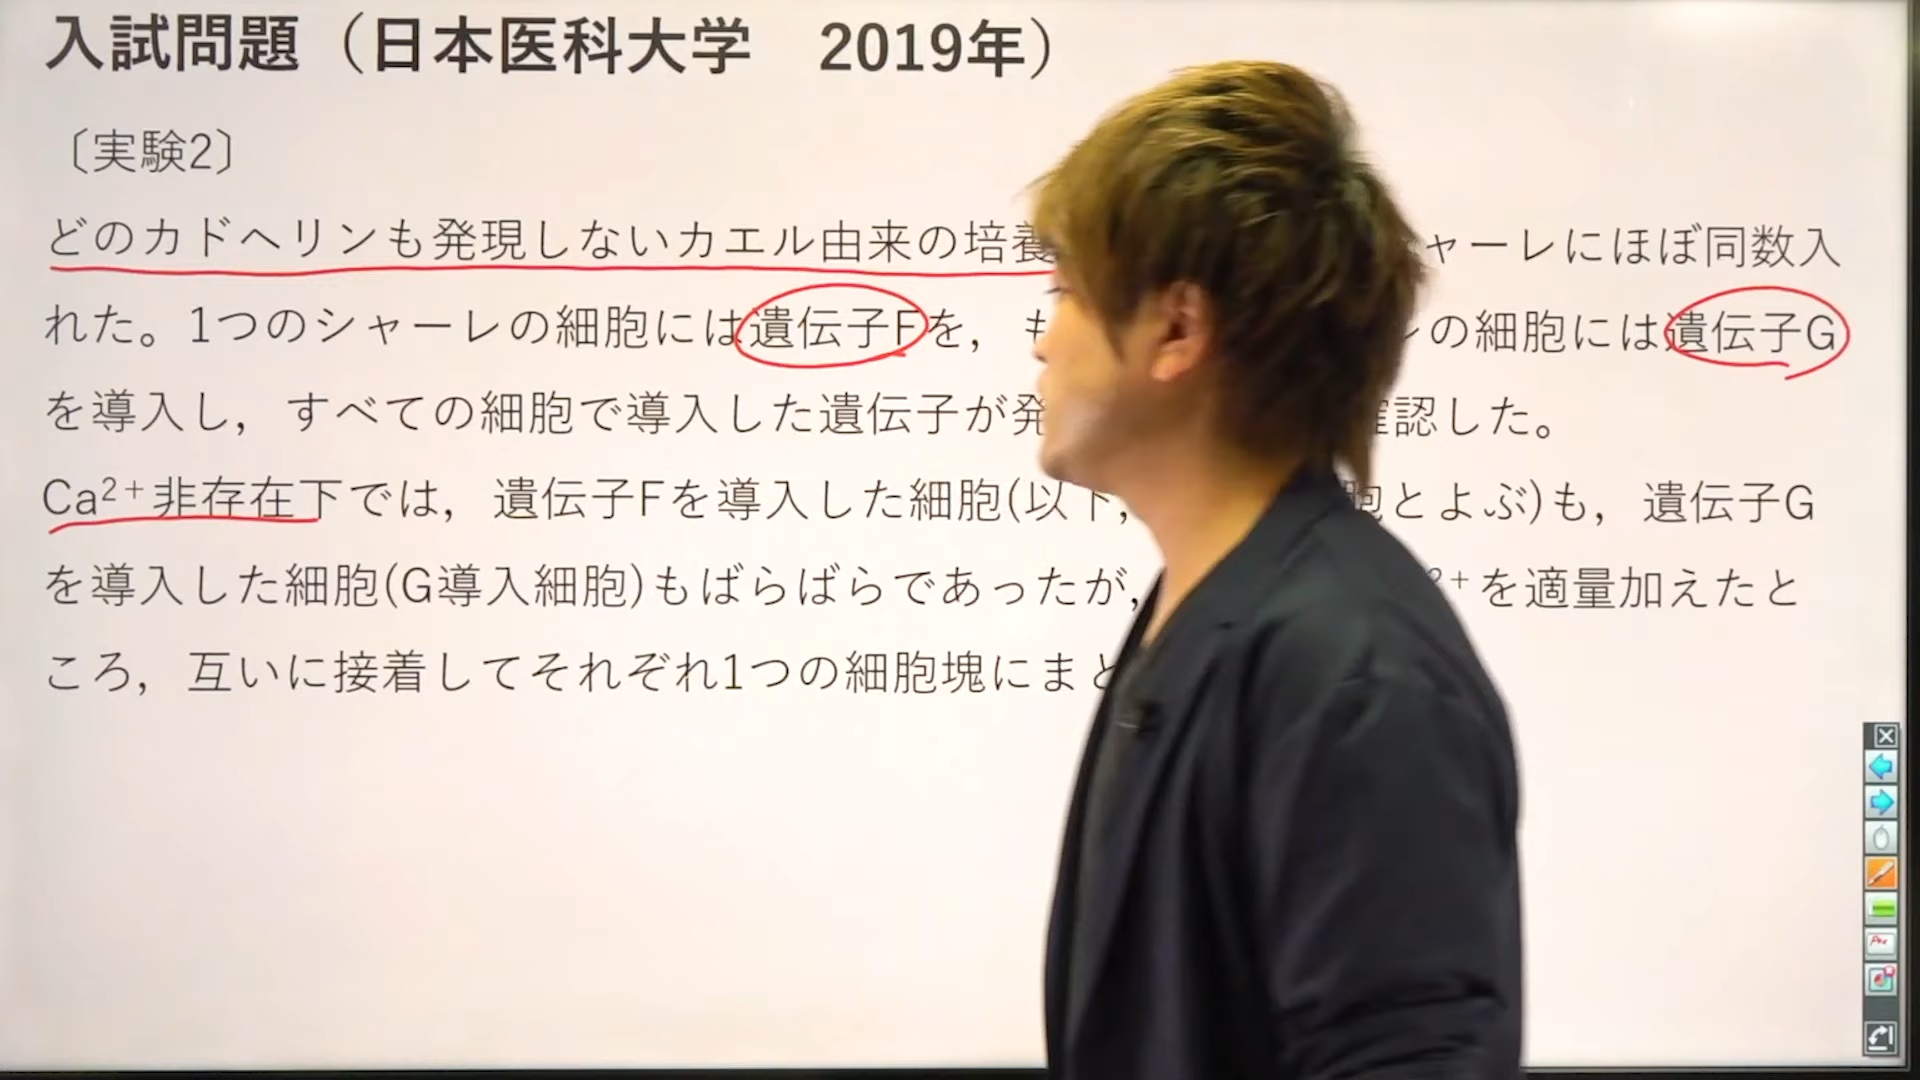 入試問題（日本医科大学　2019年）
〔実験2〕
どのカドヘリンも発現しないカエル由来の培養 ャーレにほぼ同数入
れた。1つのシャーレの細胞には遺伝子Fを， も の細胞には遺伝子G
を導入し，すべての細胞で導入した遺伝子が発 確認した。
Ca²⁺非存在下では，遺伝子Fを導入した細胞(以下, 胞とよぶ)も，遺伝子G
を導入した細胞(G導入細胞)もばらばらであったが, ²⁺を適量加えたと
ころ，互いに接着してそれぞれ1つの細胞塊にまと